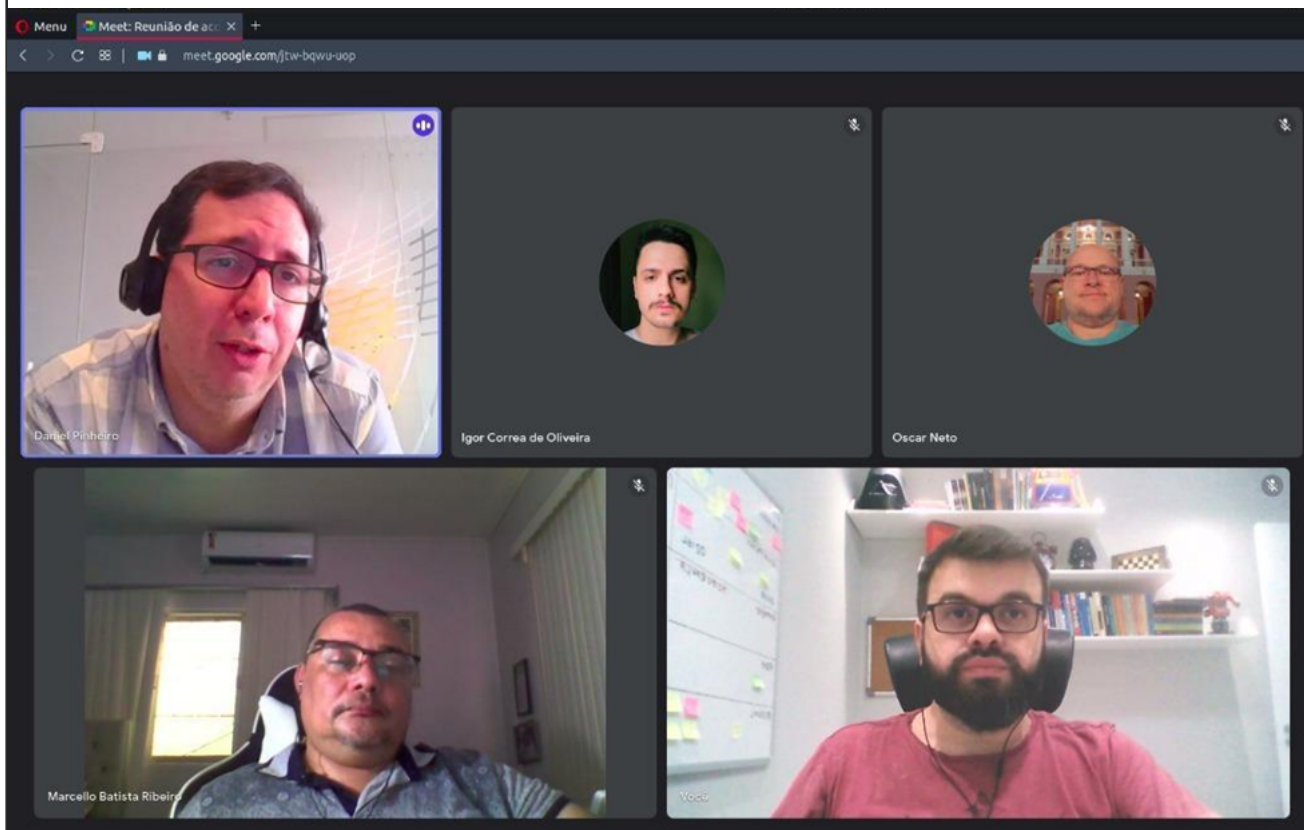 Menu
Meet: Reunião de acc
meet.google.com/jtw-bqwu-uop
Daniel Pinheiro
Igor Correa de Oliveira
Oscar Neto
Marcello Batista Ribeiro
Você